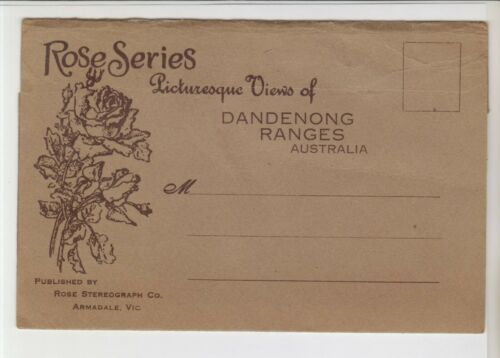 Rose Series
Picturesque Views of
DANDENONG
RANGES
AUSTRALIA
M
PUBLISHED BY
ROSE STEREOGRAPH CO.
ARMADALE, VIC